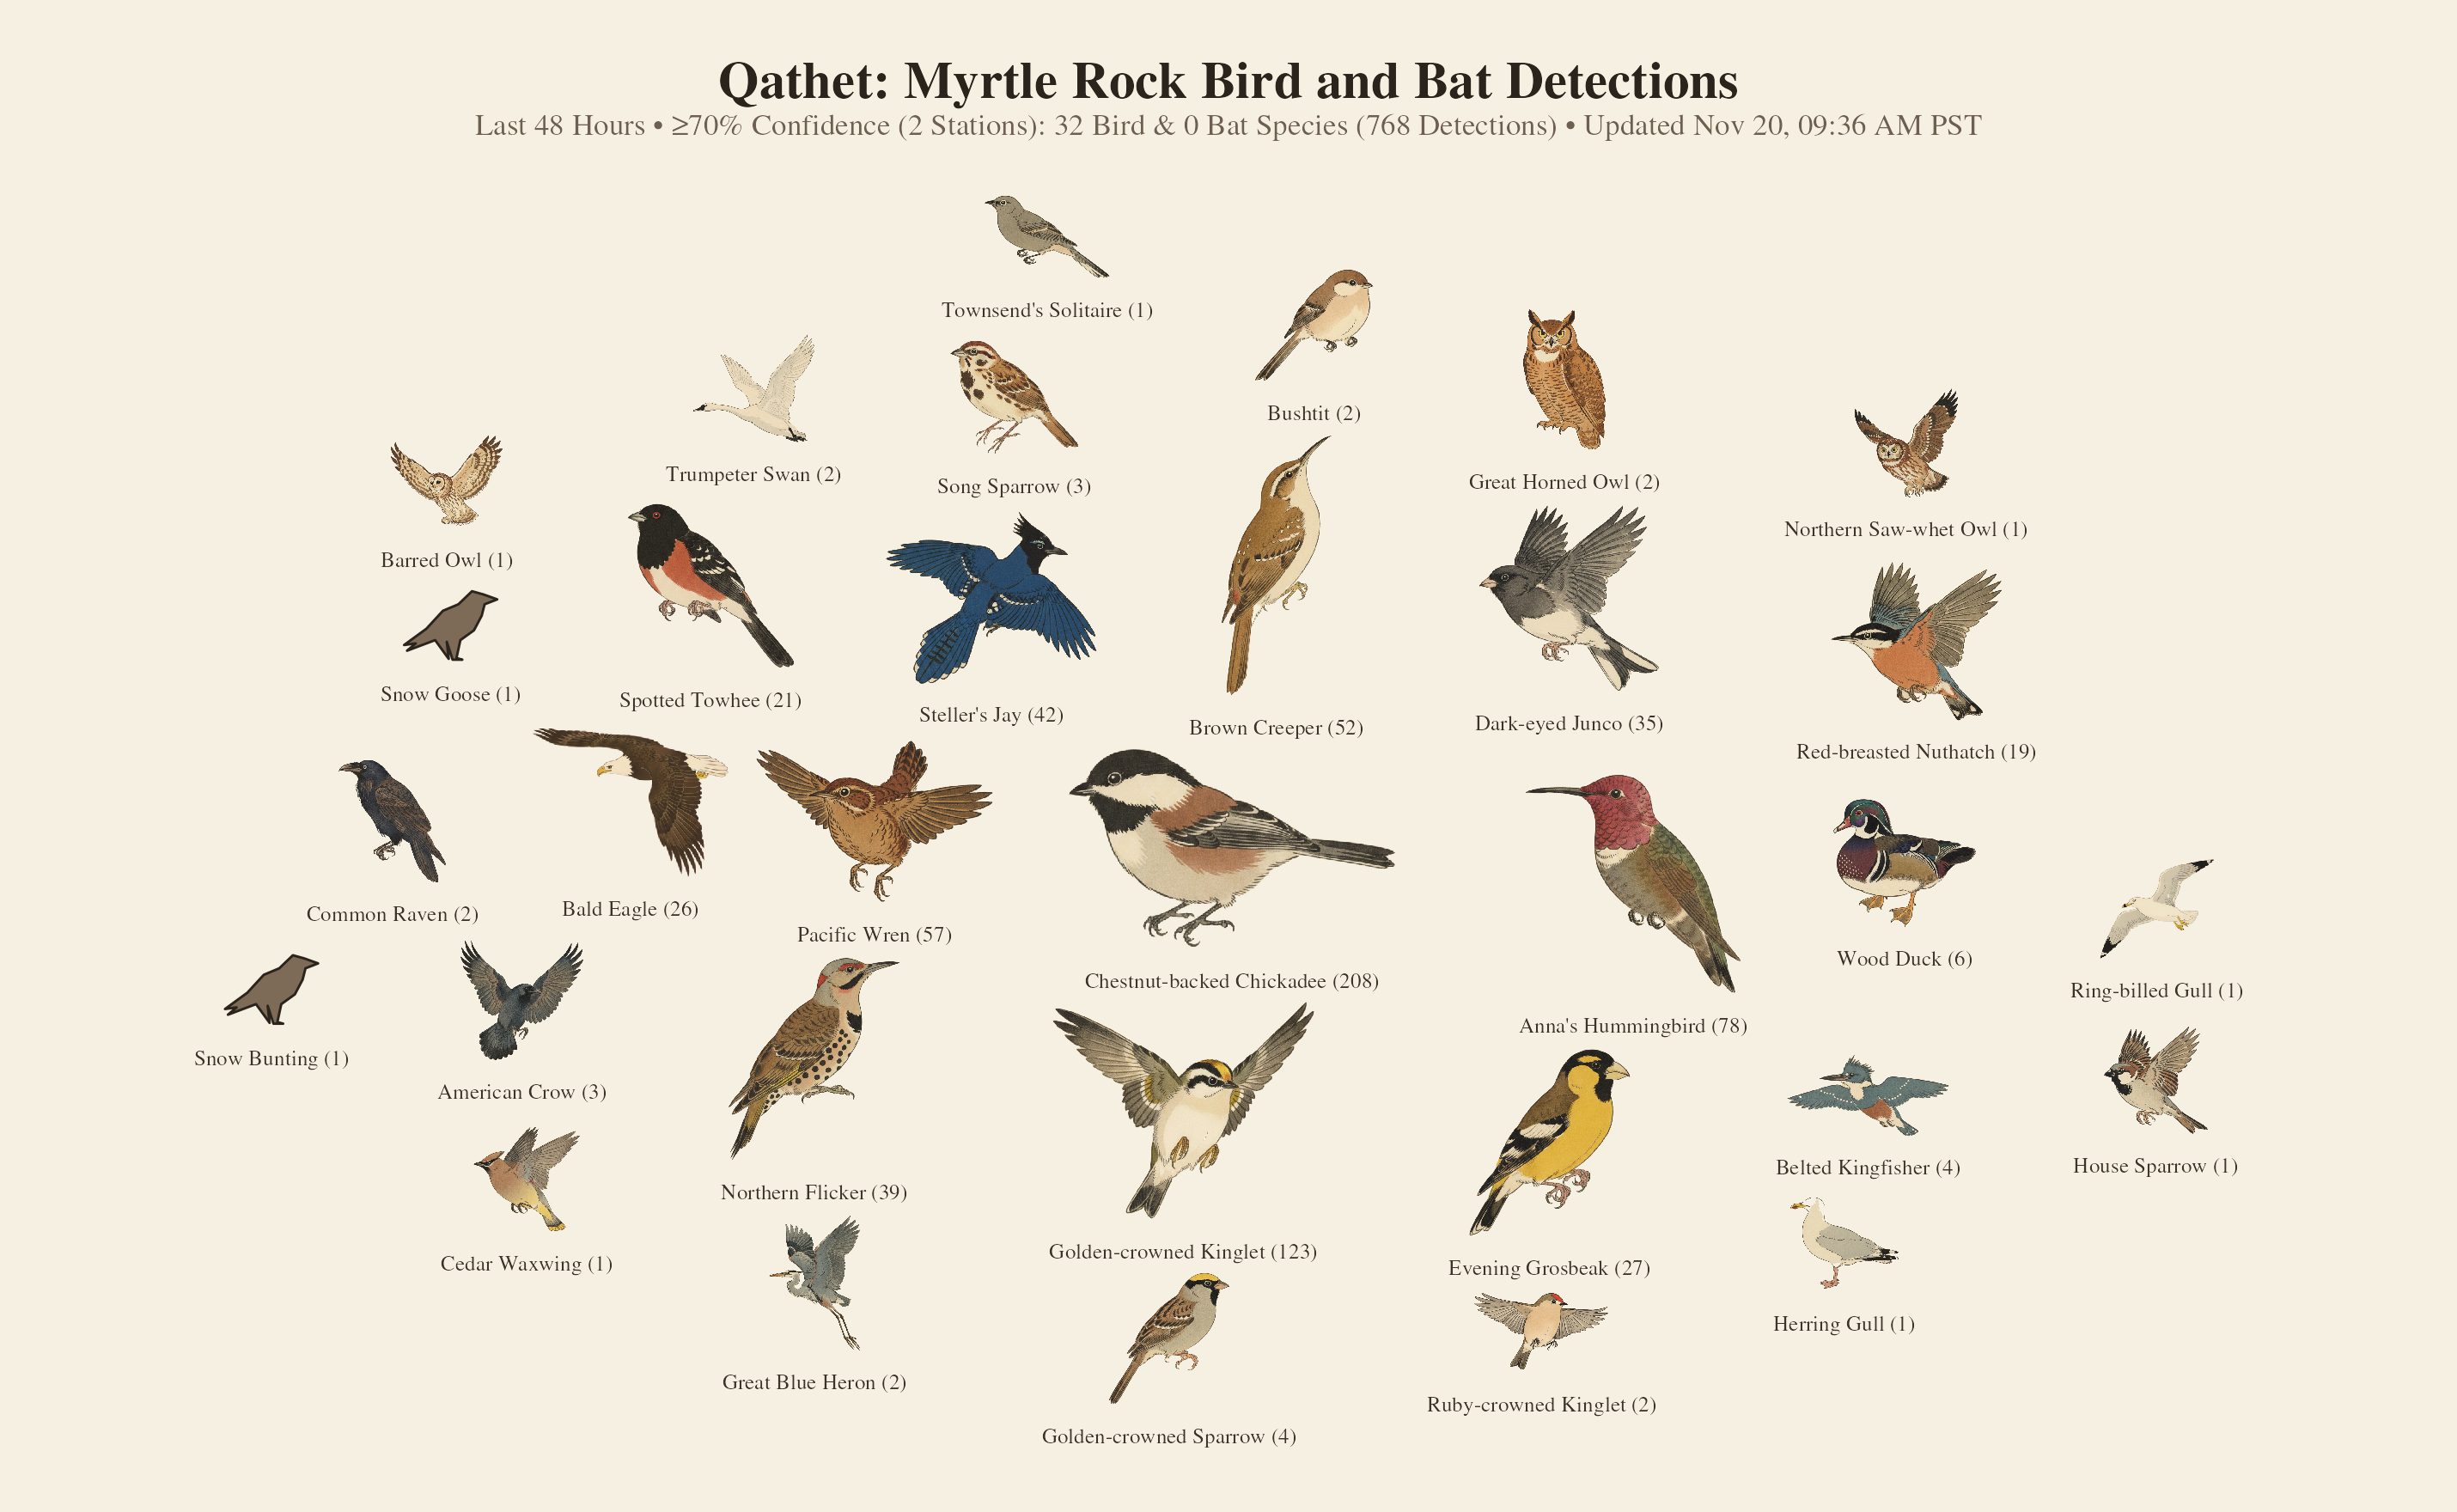 Qathet: Myrtle Rock Bird and Bat Detections
Last 48 Hours • ≥70% Confidence (2 Stations): 32 Bird & 0 Bat Species (768 Detections) • Updated Nov 20, 09:36 AM PST
Townsend's Solitaire (1)
Bushtit (2)
Trumpeter Swan (2)
Song Sparrow (3)
Great Horned Owl (2)
Northern Saw-whet Owl (1)
Barred Owl (1)
Snow Goose (1)
Spotted Towhee (21)
Steller's Jay (42)
Brown Creeper (52)
Dark-eyed Junco (35)
Red-breasted Nuthatch (19)
Common Raven (2)
Bald Eagle (26)
Pacific Wren (57)
Chestnut-backed Chickadee (208)
Anna's Hummingbird (78)
Wood Duck (6)
Ring-billed Gull (1)
Snow Bunting (1)
American Crow (3)
Northern Flicker (39)
Golden-crowned Kinglet (123)
Evening Grosbeak (27)
Belted Kingfisher (4)
House Sparrow (1)
Cedar Waxwing (1)
Great Blue Heron (2)
Golden-crowned Sparrow (4)
Ruby-crowned Kinglet (2)
Herring Gull (1)